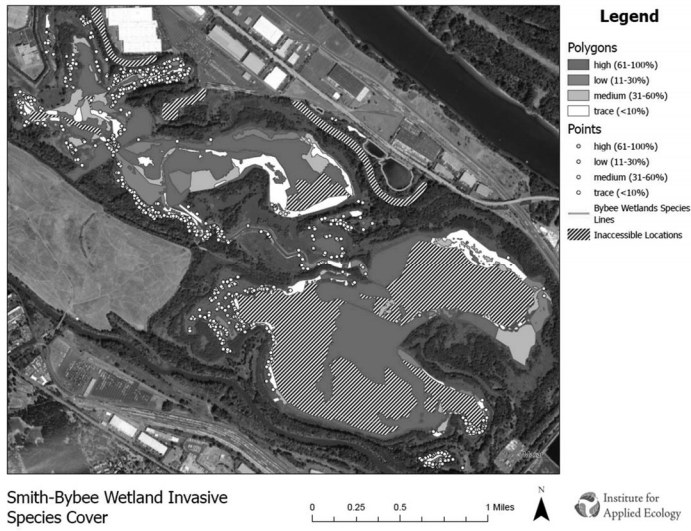 Legend
Polygons
high (61-100%)
low (11-30%)
medium (31-60%)
trace (<10%)
Points
high (61-100%)
low (11-30%)
medium (31-60%)
trace (<10%)
Bybee Wetlands Species
Lines
Inaccessible Locations
Smith-Bybee Wetland Invasive
Species Cover
0 0.25 0.5 1 Miles
N
Institute for
Applied Ecology